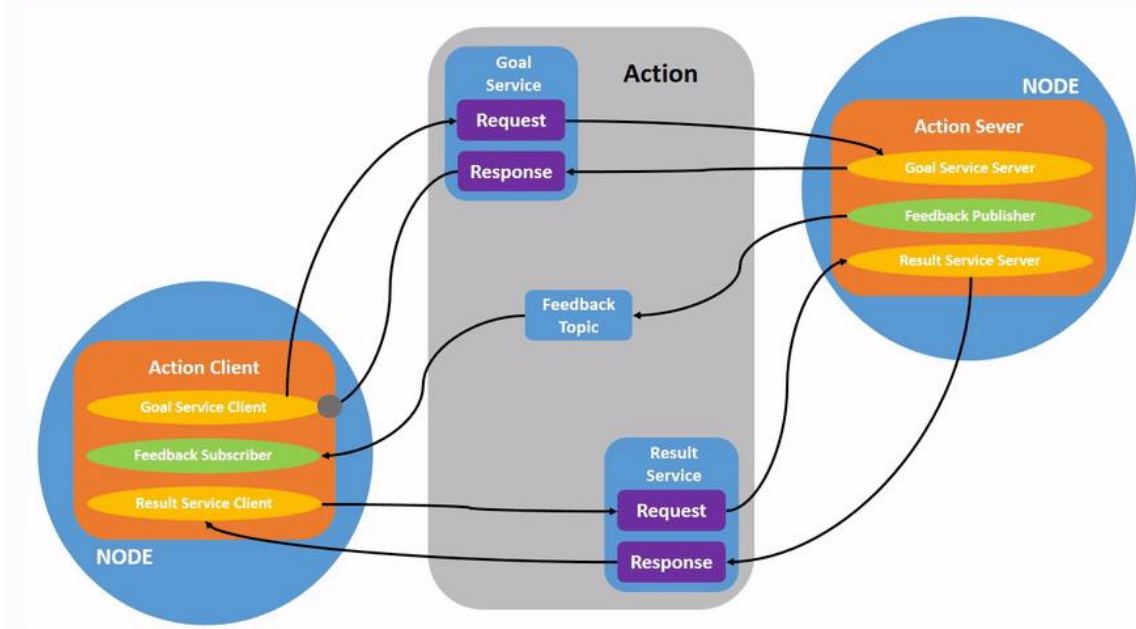 Goal
Service
Request
Response
Action
NODE
Action Sever
Goal Service Server
Feedback Publisher
Result Service Server
Feedback
Topic
Action Client
Goal Service Client
Feedback Subscriber
Result Service Client
NODE
Result
Service
Request
Response